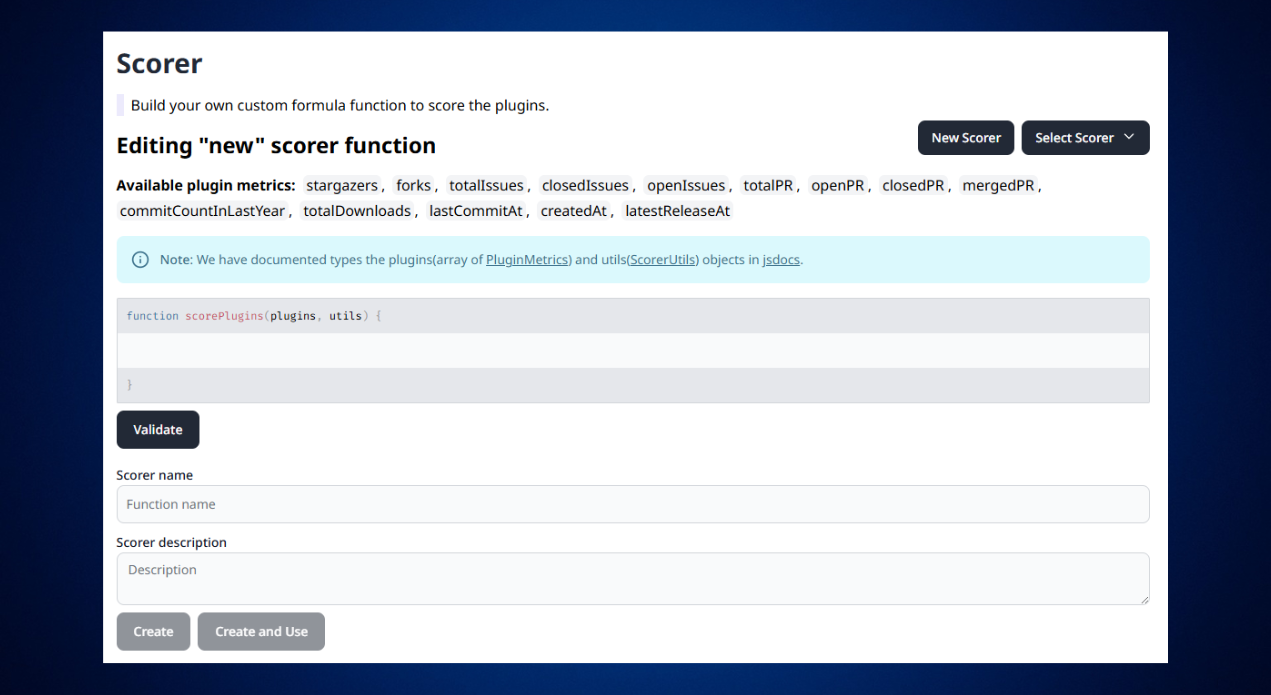 Scorer
Build your own custom formula function to score the plugins.
Editing "new" scorer function
New Scorer
Select Scorer
Available plugin metrics: stargazers, forks, totalIssues, closedIssues, openIssues, totalPR, openPR, closedPR, mergedPR,
commitCountInLastYear, totalDownloads, lastCommitAt, createdAt, latestReleaseAt
Note: We have documented types the plugins(array of PluginMetrics) and utils(ScorerUtils) objects in jsdocs.
function scorePlugins(plugins, utils) {
}
Validate
Scorer name
Function name
Scorer description
Description
Create
Create and Use